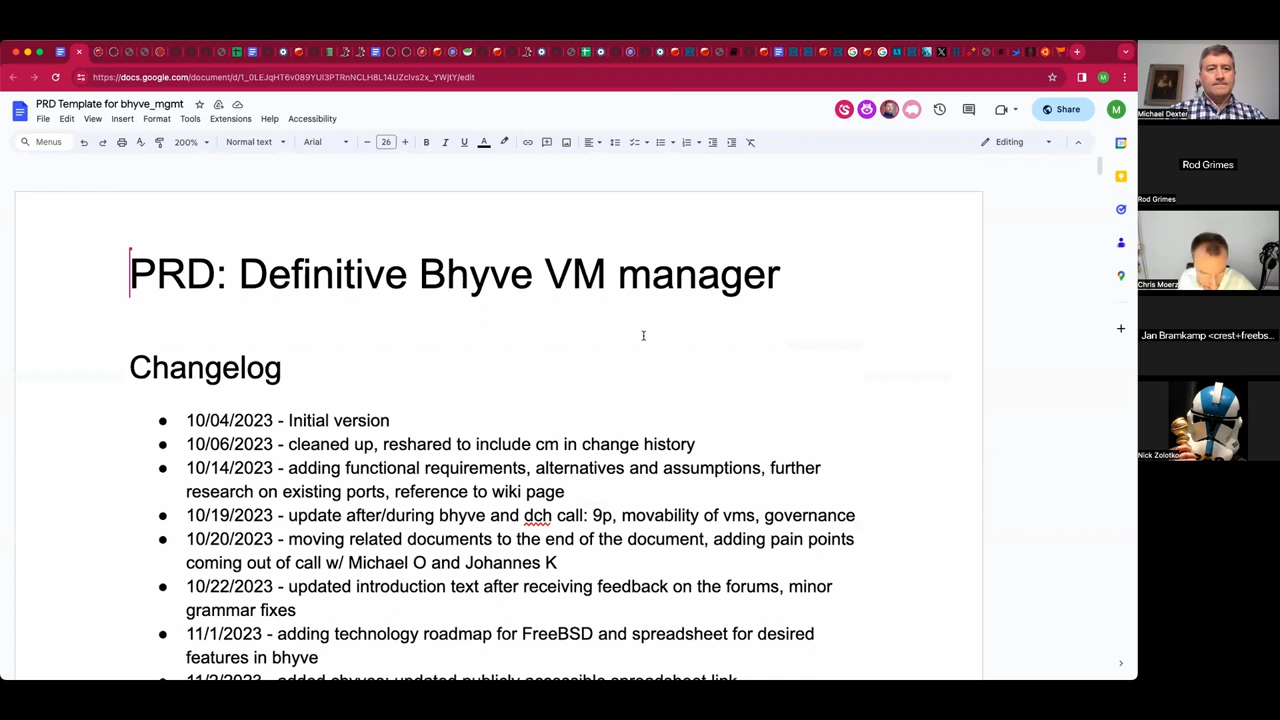 https://docs.google.com/document/d/1_0LEJqHT6v089YUI3PTRnNCLH8L14UZclvs2x_YWjtY/edit
PRD Template for bhyve_mgmt
File Edit View Insert Format Tools Extensions Help Accessibility
Share
M
Menus
200%
Normal text
Arial
26
B I U A
Editing
PRD: Definitive Bhyve VM manager
Changelog
● 10/04/2023 - Initial version
● 10/06/2023 - cleaned up, reshared to include cm in change history
● 10/14/2023 - adding functional requirements, alternatives and assumptions, further
research on existing ports, reference to wiki page
● 10/19/2023 - update after/during bhyve and dch call: 9p, movability of vms, governance
● 10/20/2023 - moving related documents to the end of the document, adding pain points
coming out of call w/ Michael O and Johannes K
● 10/22/2023 - updated introduction text after receiving feedback on the forums, minor
grammar fixes
● 11/1/2023 - adding technology roadmap for FreeBSD and spreadsheet for desired
features in bhyve
Michael Dexter
Rod Grimes
Rod Grimes
Chris Moerz
Jan Bramkamp <crest+freebs...
Nick Zolotko